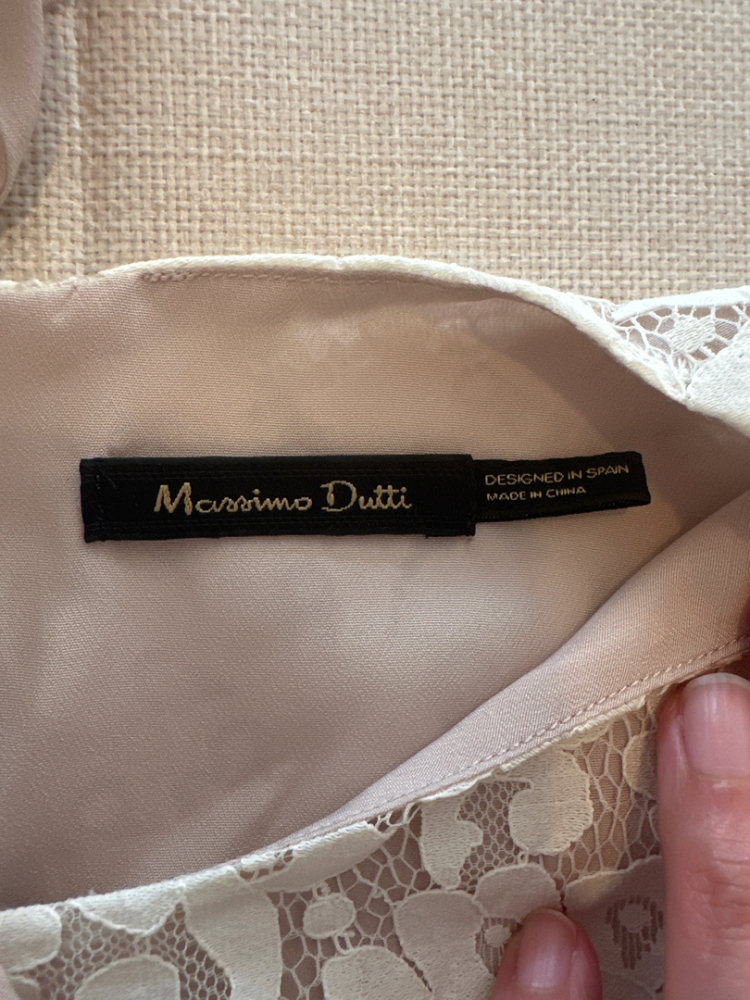 Massimo Dutti
DESIGNED IN SPAIN
MADE IN CHINA